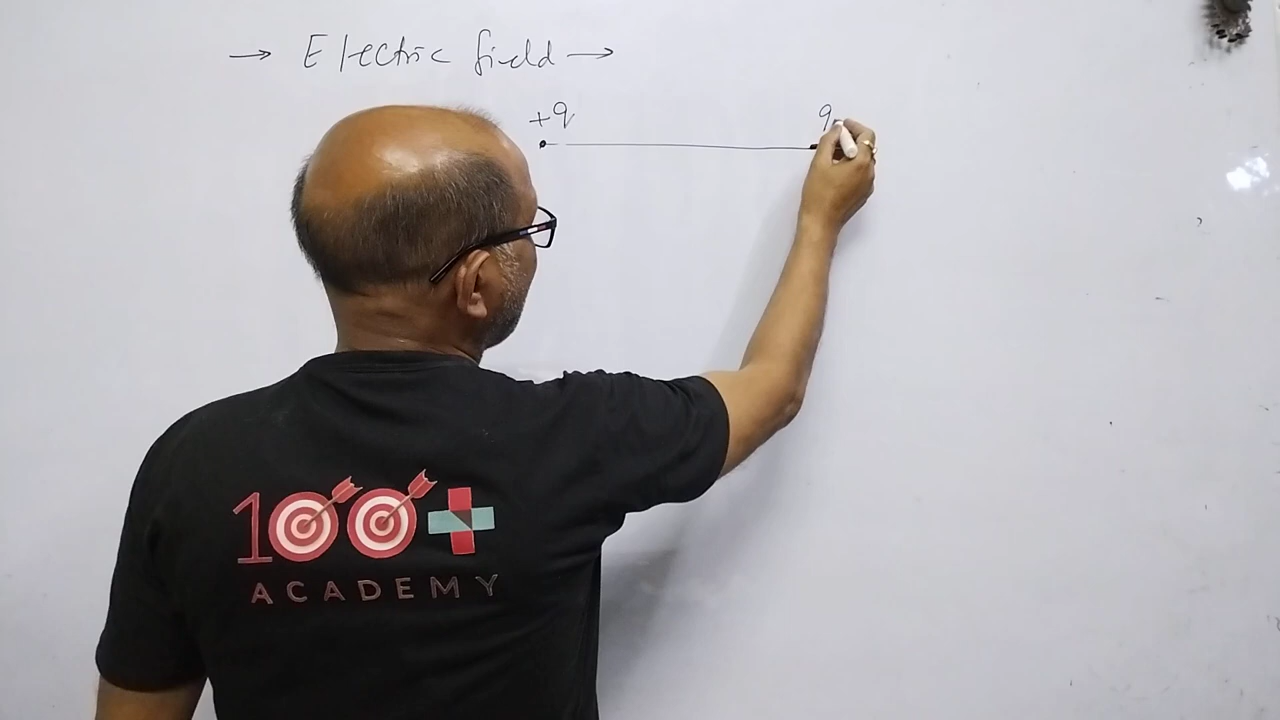 → Electric field →
+q q
100+
ACADEMY